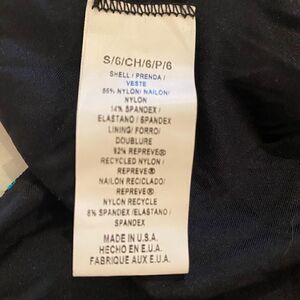 S/6/CH/6/P/6
SHELL / PRENDA /
VESTE
86% NYLON/ NAILON/
NYLON
14% SPANDEX /
ELASTANO / SPANDEX
LINING/ FORRO/
DOUBLURE
92% REPREVE®
RECYCLED NYLON /
REPREVE®
NAILON RECICLADO/
REPREVE®
NYLON RECYCLE
8% SPANDEX /ELASTANO /
SPANDEX
MADE IN U.S.A.
HECHO EN E.U.A.
FABRIQUE AUX E.U.A.